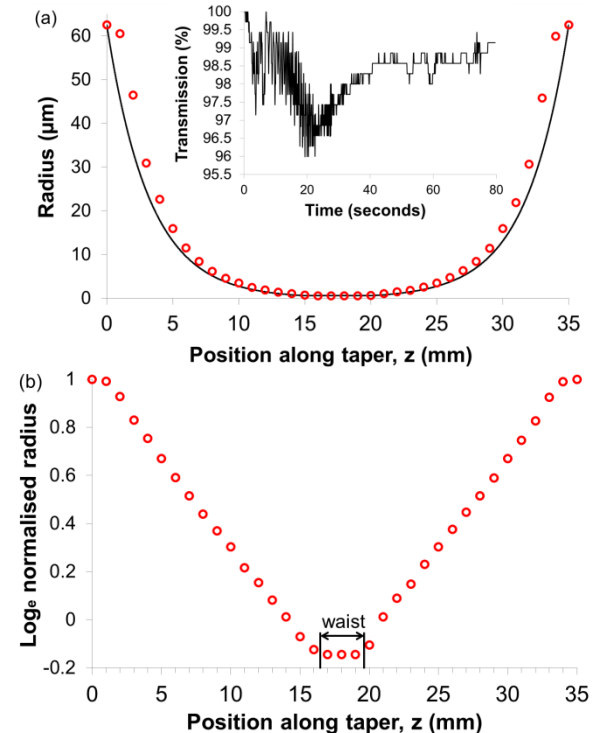 (a)
Radius (μm)
60
50
40
30
20
10
0
Transmission (%)
100
99.5
99
98.5
98
97.5
97
96.5
96
95.5
0 20 40 60 80
Time (seconds)
0 5 10 15 20 25 30 35
Position along taper, z (mm)
(b)
Logₑ normalised radius
1
0.8
0.6
0.4
0.2
0
-0.2
waist
0 5 10 15 20 25 30 35
Position along taper, z (mm)